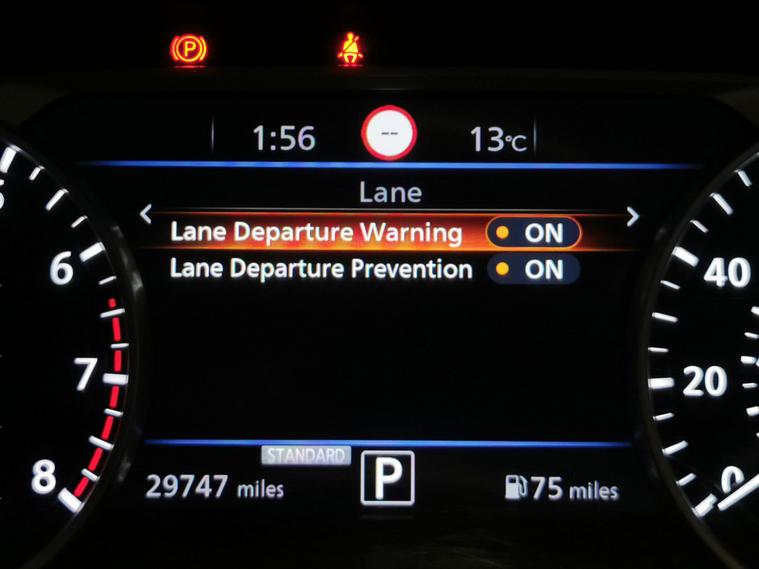 P
1:56 -- 13°C
Lane
Lane Departure Warning ON
Lane Departure Prevention ON
6
7
8
40
20
0
STANDARD
29747 miles P 75 miles